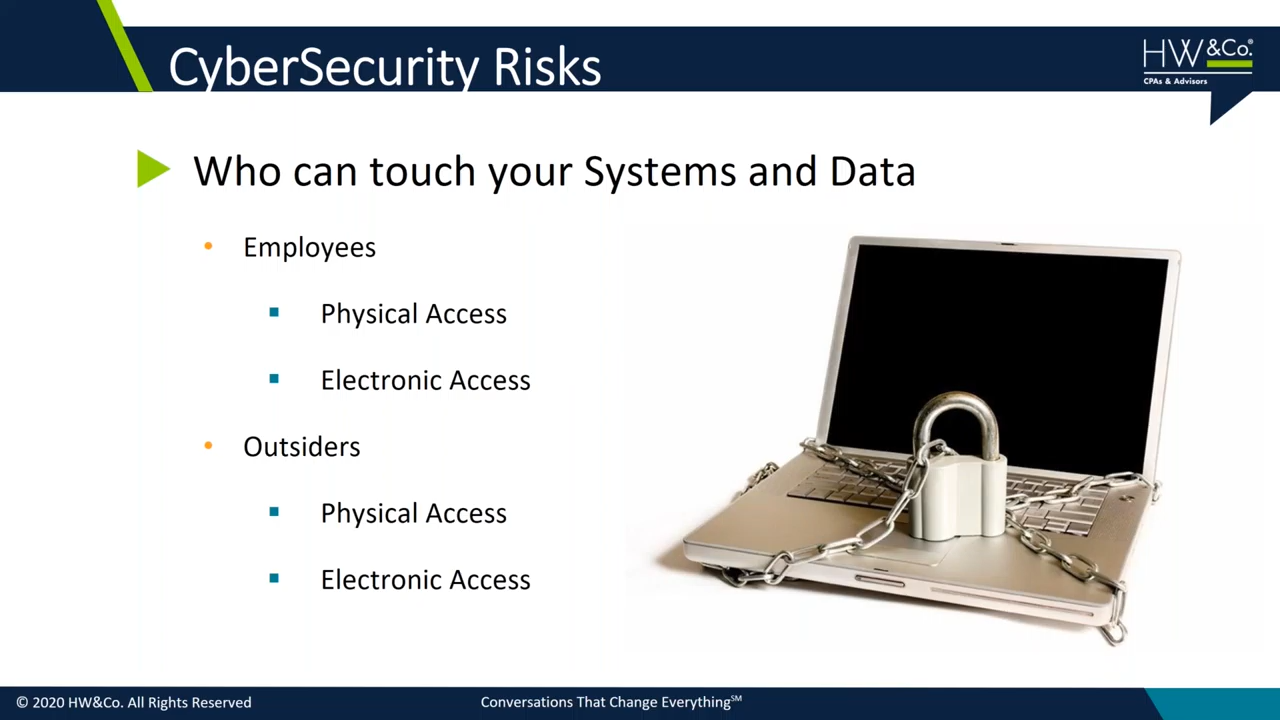 CyberSecurity Risks
HW&Co.®
CPAs & Advisors
Who can touch your Systems and Data
Employees
Physical Access
Electronic Access
Outsiders
Physical Access
Electronic Access
© 2020 HW&Co. All Rights Reserved
Conversations That Change Everything℠